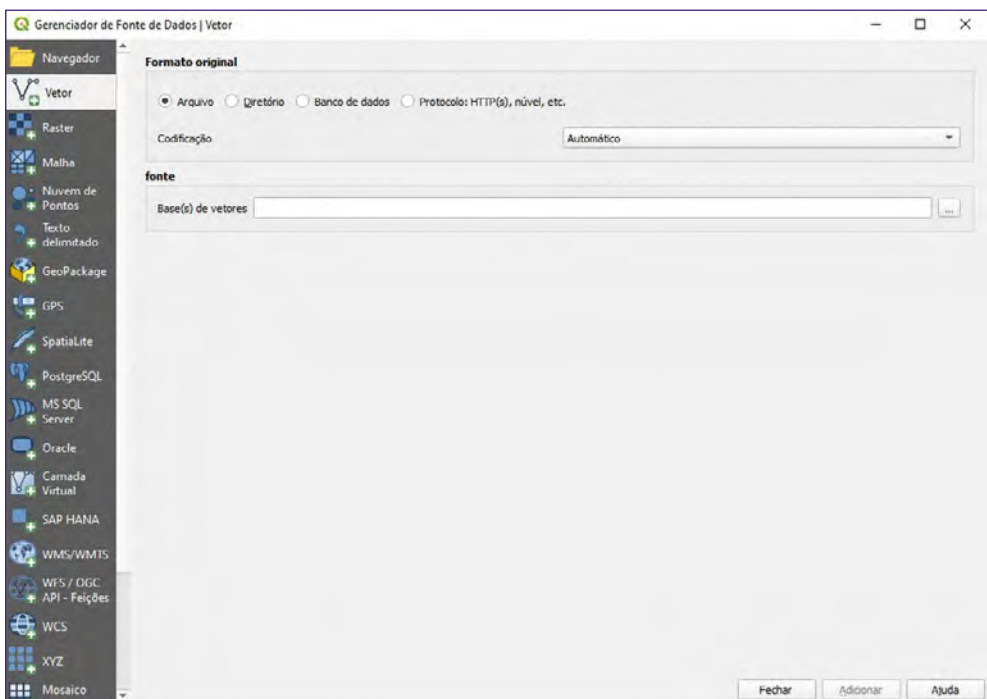 Gerenciador de Fonte de Dados | Vetor
Navegador
Vetor
Raster
Malha
Nuvem de
Pontos
Texto
delimitado
GeoPackage
GPS
SpatiaLite
PostgreSQL
MS SQL
Server
Oracle
Camada
Virtual
SAP HANA
WMS/WMTS
WFS / OGC
API - Feições
WCS
XYZ
Mosaico
Formato original
Arquivo Diretório Banco de dados Protocolo: HTTP(s), núvel, etc.
Codificação Automático
fonte
Base(s) de vetores ...
Fechar Adicionar Ajuda